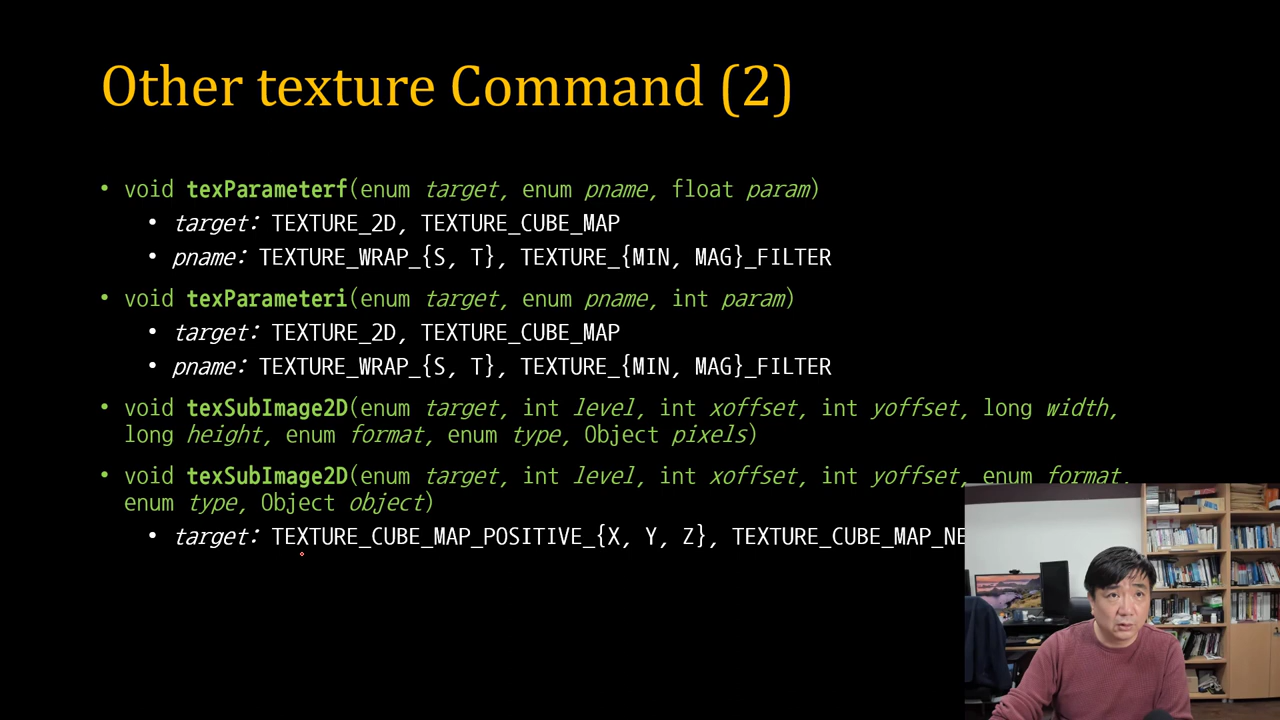 Other texture Command (2)
• void texParameterf(enum target, enum pname, float param)
• target: TEXTURE_2D, TEXTURE_CUBE_MAP
• pname: TEXTURE_WRAP_{S, T}, TEXTURE_{MIN, MAG}_FILTER
• void texParameteri(enum target, enum pname, int param)
• target: TEXTURE_2D, TEXTURE_CUBE_MAP
• pname: TEXTURE_WRAP_{S, T}, TEXTURE_{MIN, MAG}_FILTER
• void texSubImage2D(enum target, int level, int xoffset, int yoffset, long width,
long height, enum format, enum type, Object pixels)
• void texSubImage2D(enum target, int level, int xoffset, int yoffset, enum format,
enum type, Object object)
• target: TEXTURE_CUBE_MAP_POSITIVE_{X, Y, Z}, TEXTURE_CUBE_MAP_NE